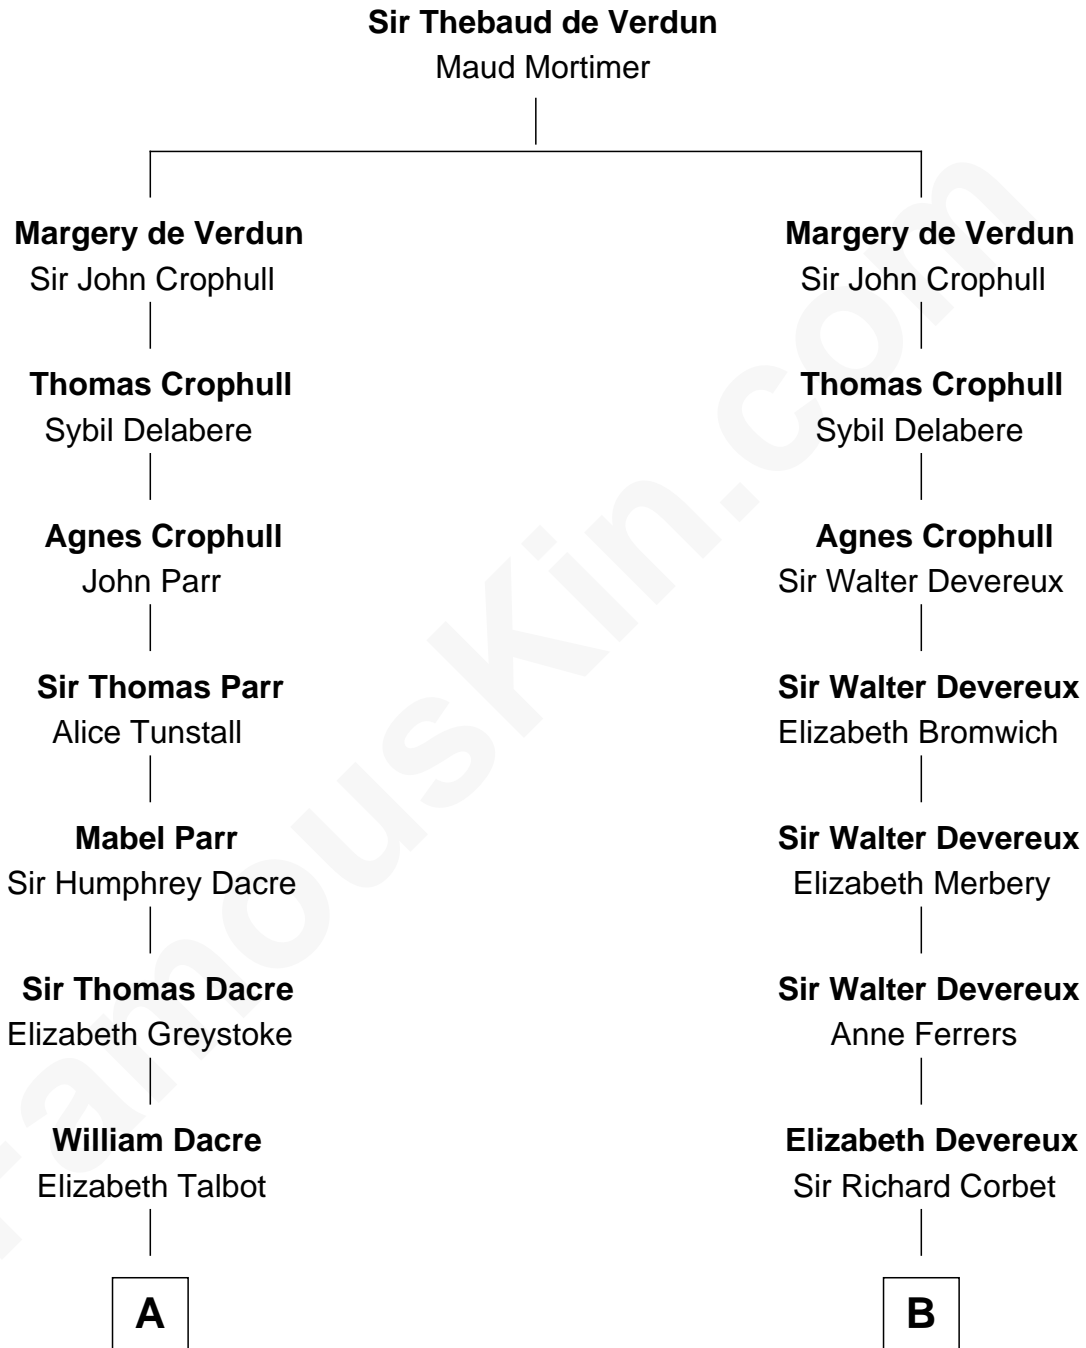 Sir Thebaud de Verdun
Maud Mortimer
Margery de Verdun
Sir John Crophull
Thomas Crophull
Sybil Delabere
Agnes Crophull
John Parr
Sir Thomas Parr
Alice Tunstall
Mabel Parr
Sir Humphrey Dacre
Sir Thomas Dacre
Elizabeth Greystoke
William Dacre
Elizabeth Talbot
A
Margery de Verdun
Sir John Crophull
Thomas Crophull
Sybil Delabere
Agnes Crophull
Sir Walter Devereux
Sir Walter Devereux
Elizabeth Bromwich
Sir Walter Devereux
Elizabeth Merbery
Sir Walter Devereux
Anne Ferrers
Elizabeth Devereux
Sir Richard Corbet
B
FamousKin.com